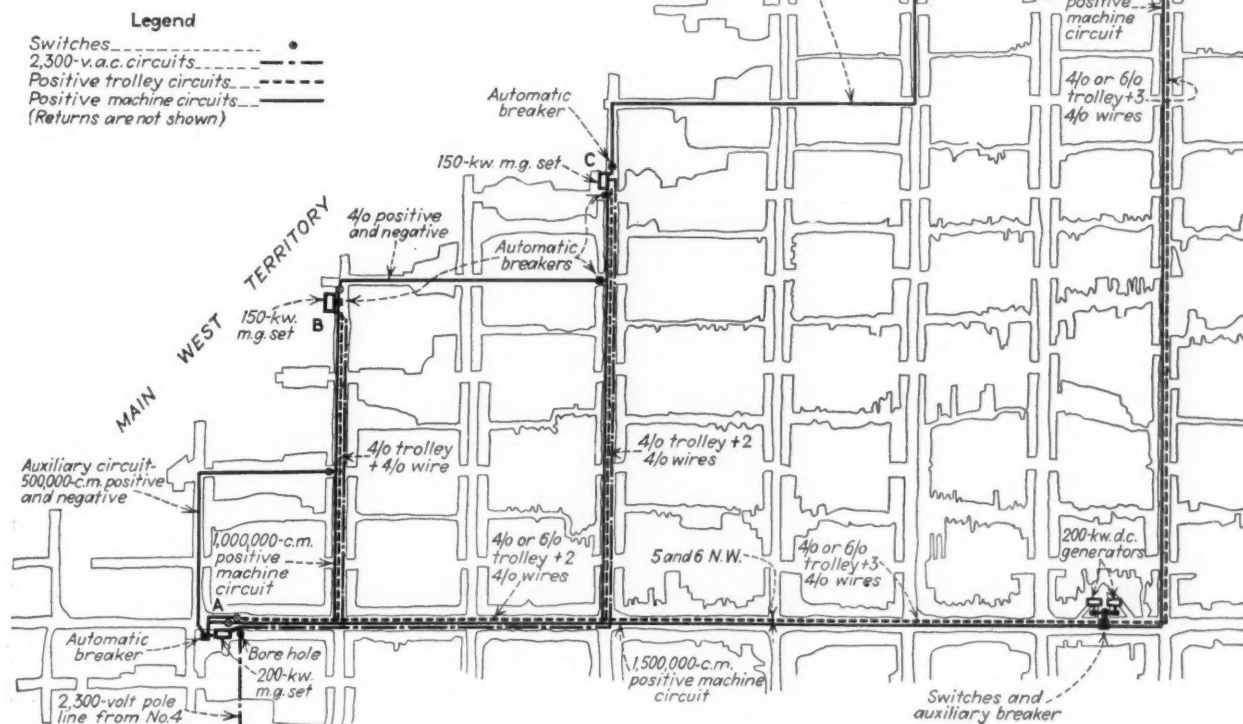 Legend
Switches
2,300-v.a.c. circuits
Positive trolley circuits
Positive machine circuits
(Returns are not shown)
positive
machine
circuit
4/0 or 6/0
trolley+3
4/0 wires
Automatic
breaker
C
150-kw. m.g. set
4/0 positive
and negative
Automatic
breakers
MAIN WEST TERRITORY
150-kw.
m.g. set
B
Auxiliary circuit-
500,000-c.m. positive
and negative
4/0 trolley
+ 4/0 wire
4/0 trolley +2
4/0 wires
1,000,000-c.m.
positive
machine
circuit
4/0 or 6/0
trolley +2
4/0 wires
5 and 6 N.W.
4/0 or 6/0
trolley+3
4/0 wires
200-kw. d.c.
generators
A
Automatic
breaker
Bore hole
200-kw.
m.g. set
2,300-volt pole
line from No.4
1,500,000-c.m.
positive machine
circuit
Switches and
auxiliary breaker